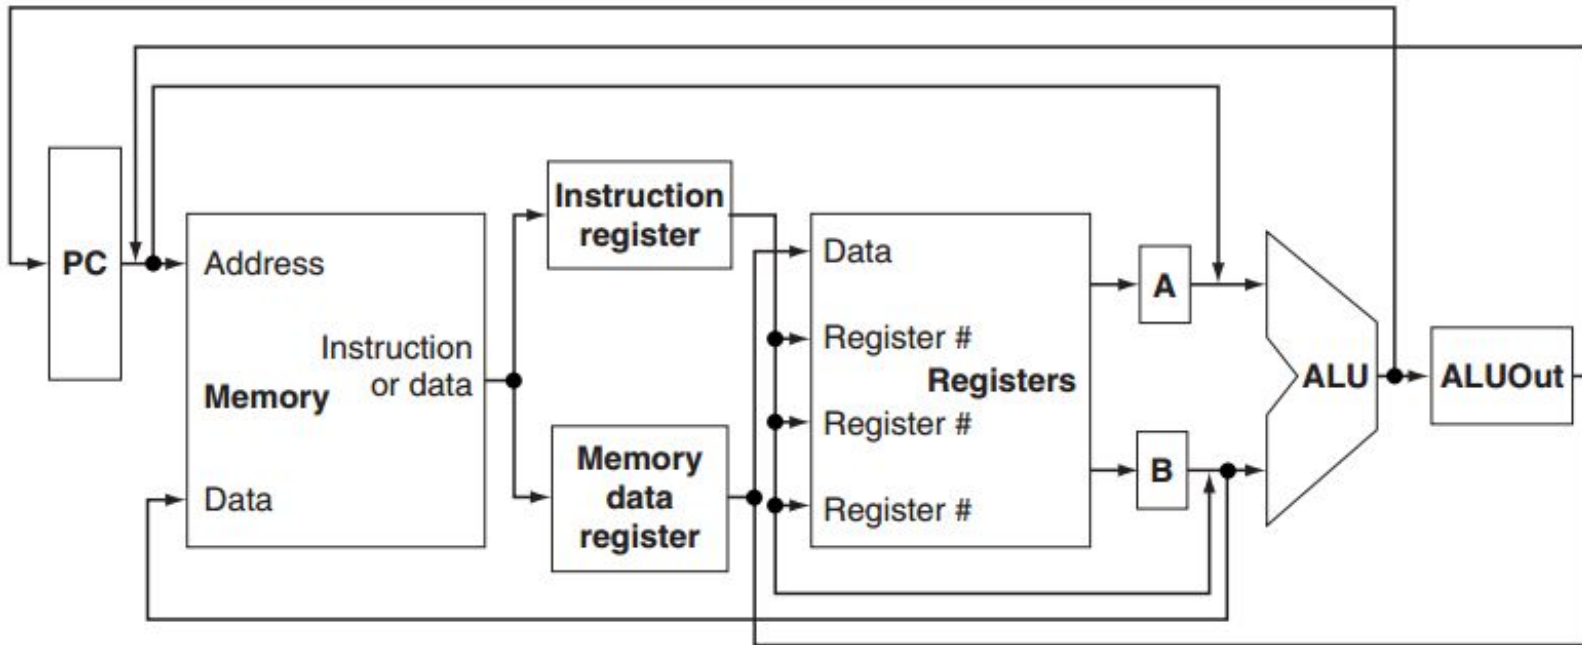 PC
Address
Instruction
or data
Memory
Data
Instruction
register
Memory
data
register
Data
Register #
Registers
Register #
Register #
A
B
ALU
ALUOut